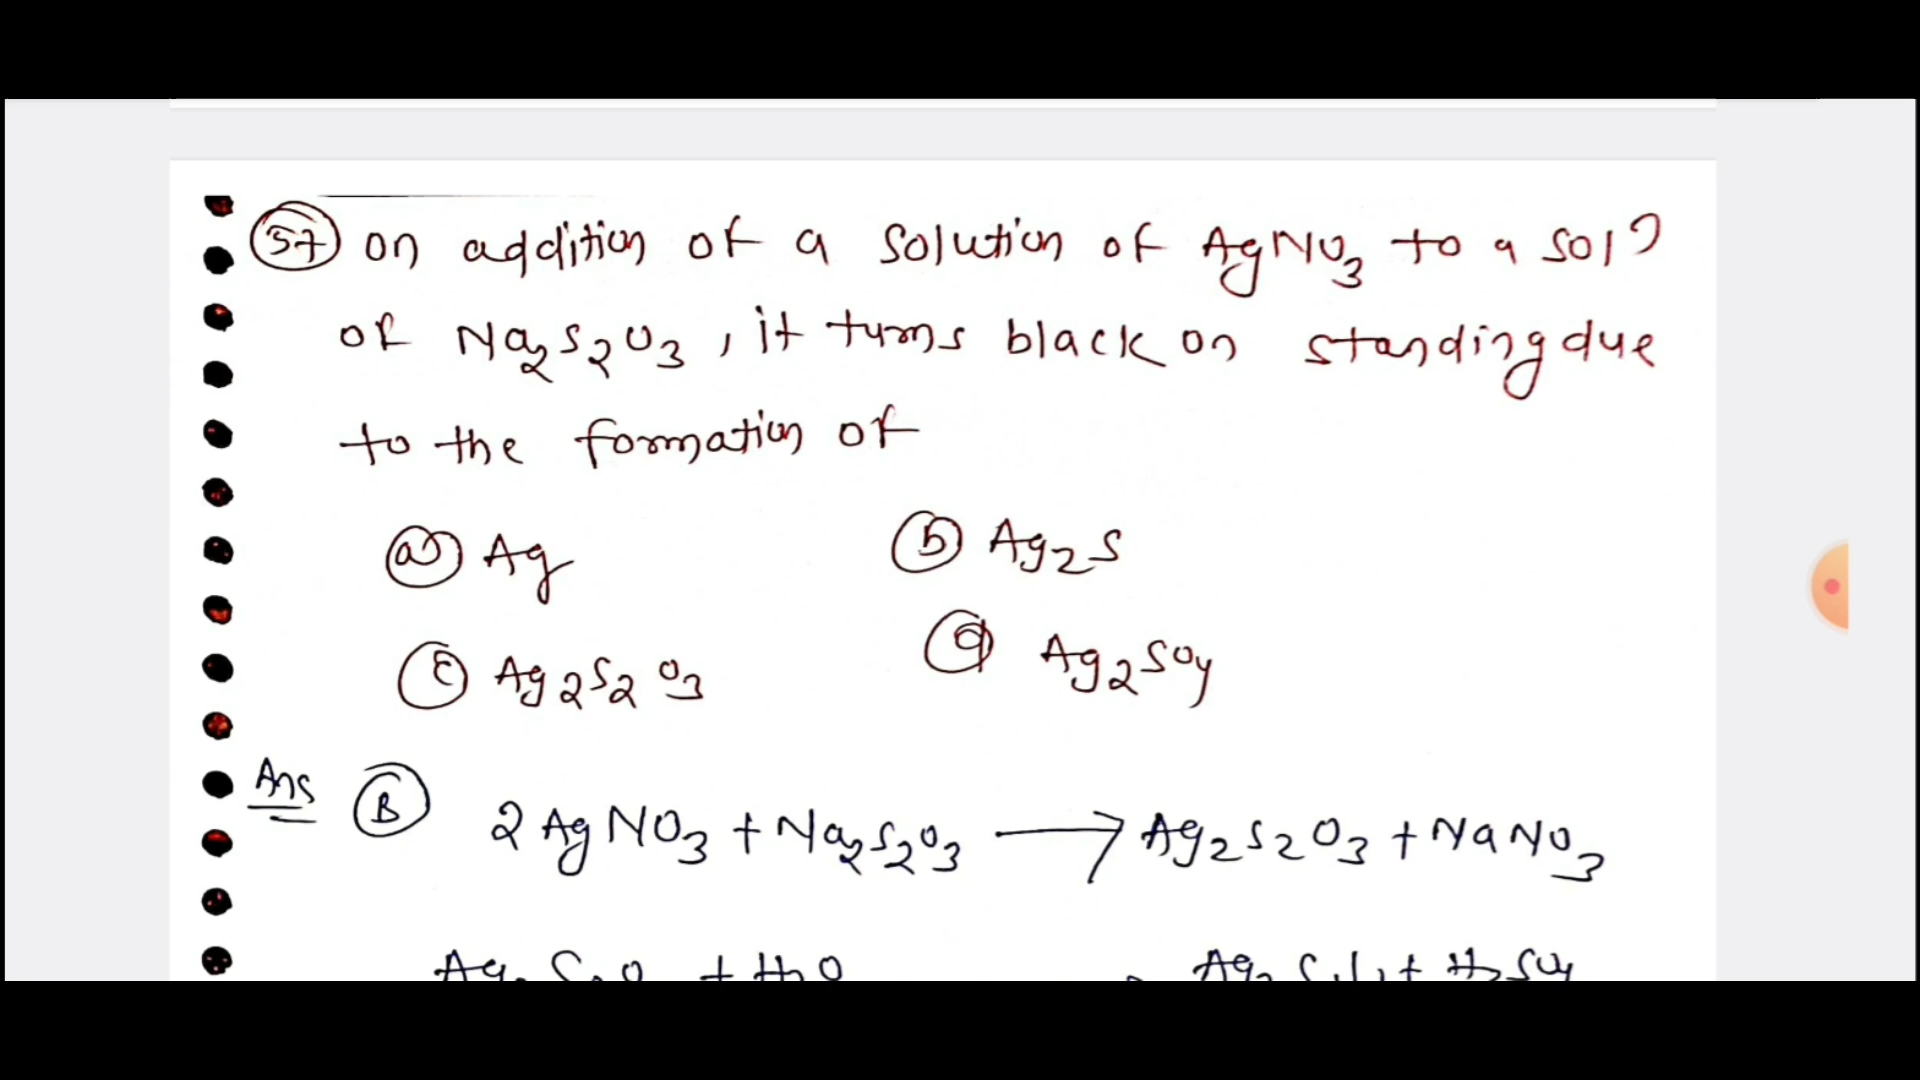 57 on addition of a solution of AgNO3 to a sol?
of Na2S2O3, it turns black on standing due
to the formation of
a Ag
b Ag2S
c Ag2S2O3
d Ag2SO4
Ans B 2AgNO3 + Na2S2O3 → Ag2S2O3 + NaNO3